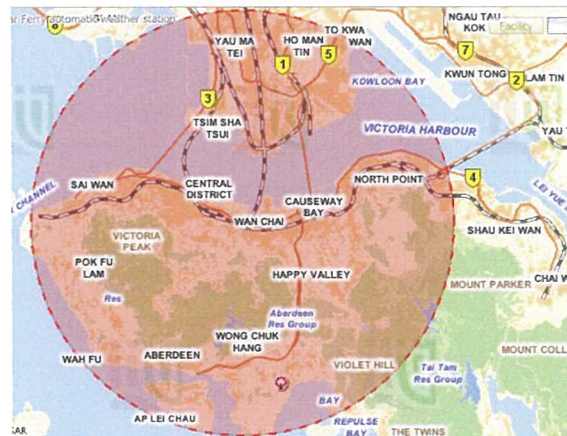 ar Ferry automatic weather station
8
YAU MA
TEI
HO MAN
TIN
TO KWA
WAN
NGAU TAU
KOK
Facility
1
5
7
KOWLOON BAY
KWUN TONG
2
LAM TIN
3
TSIM SHA
TSUI
VICTORIA HARBOUR
YAU
SAI WAN
CHANNEL
CENTRAL
DISTRICT
CAUSEWAY
BAY
NORTH POINT
4
LEI YUE
WAN CHAI
SHAU KEI WAN
VICTORIA
PEAK
POK FU
LAM
HAPPY VALLEY
CHAI W
MOUNT PARKER
Res
Aberdeen
Res Group
WONG CHUK
HANG
WAH FU
ABERDEEN
VIOLET HILL
Tai Tam
Res Group
MOUNT COLL
AP LEI CHAU
BAY
REPULSE
BAY
THE TWINS
GAR